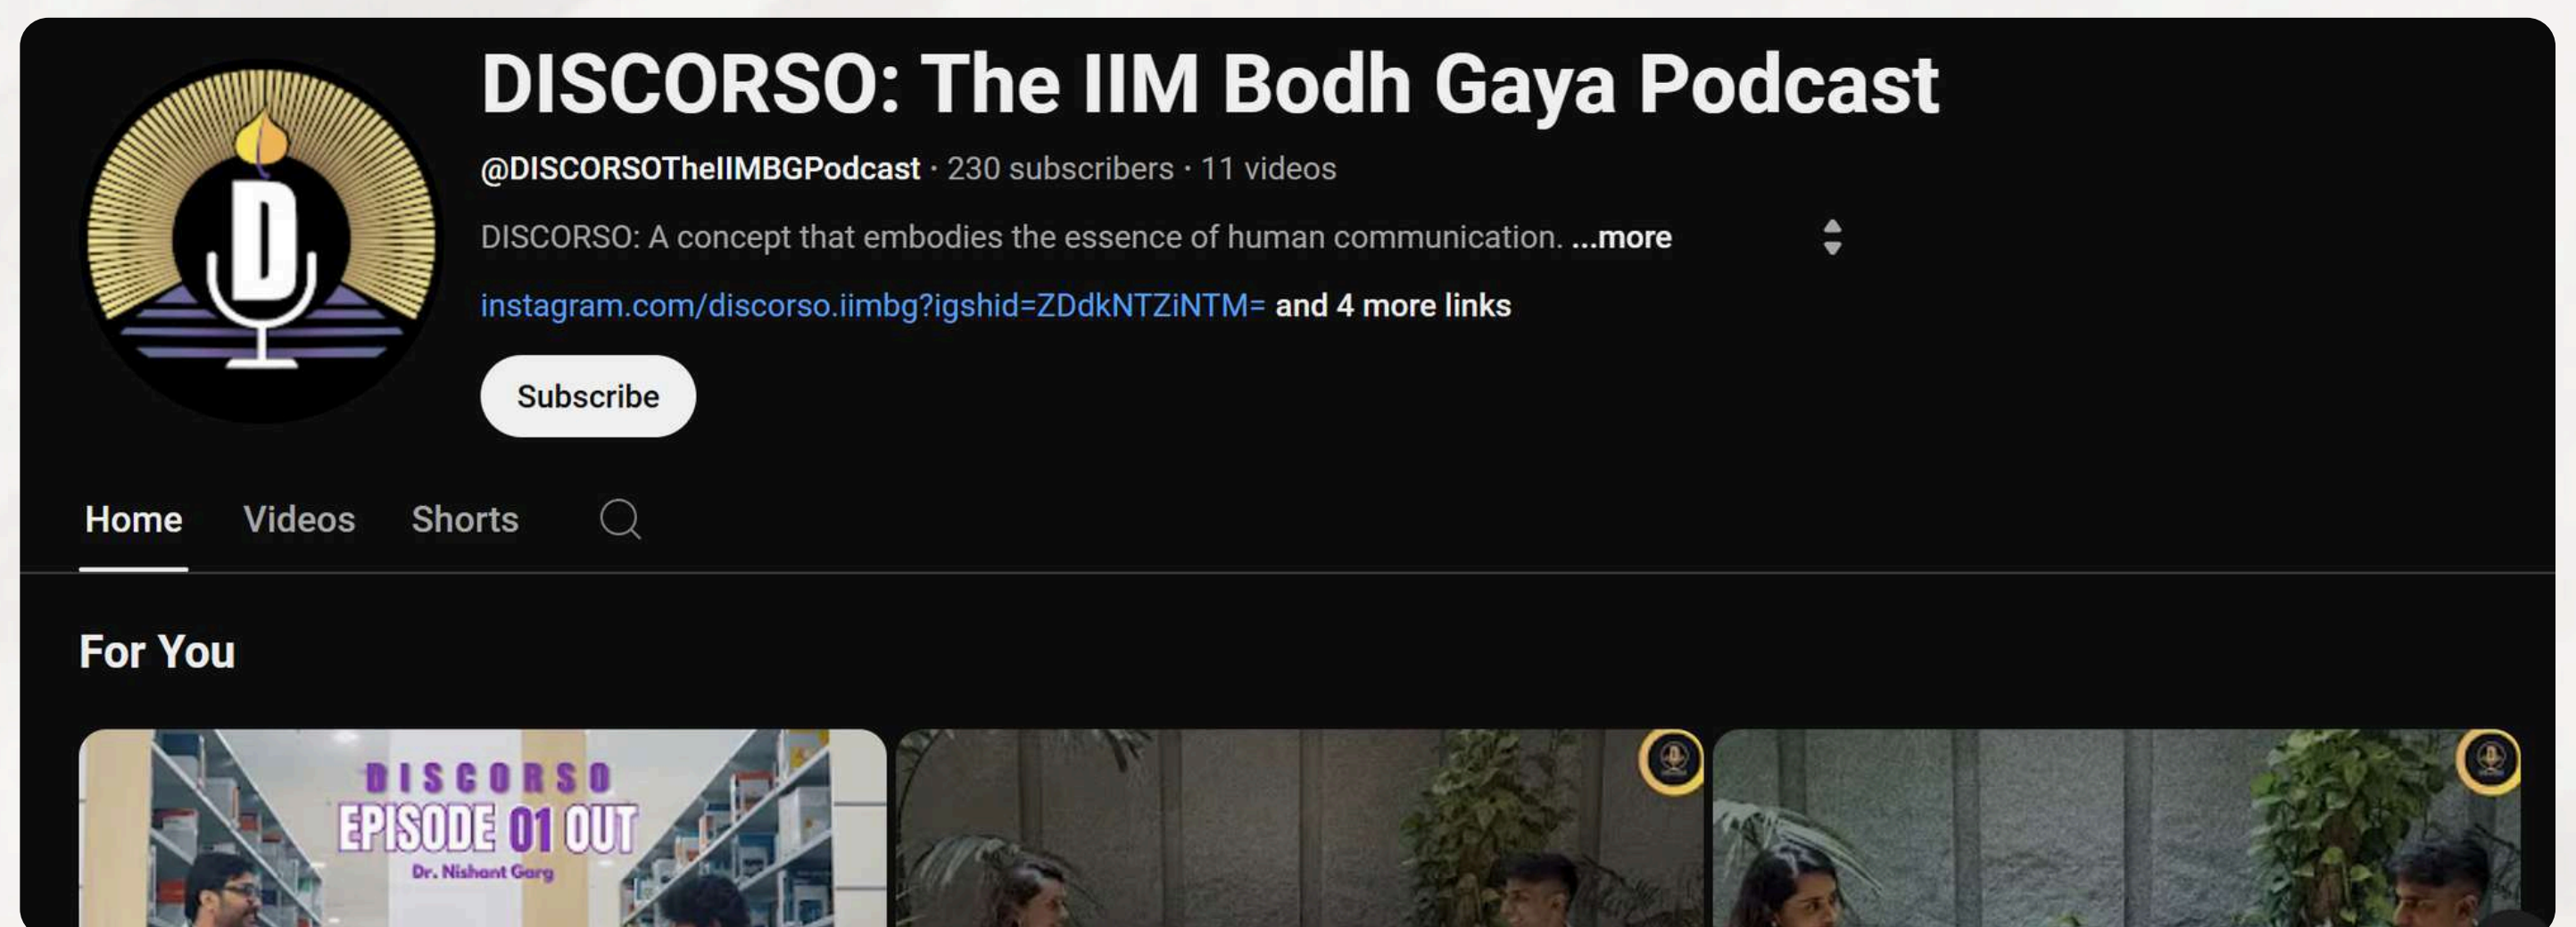 DISCORSO: The IIM Bodh Gaya Podcast
@DISCORSOTheIIMBGPodcast · 230 subscribers · 11 videos
DISCORSO: A concept that embodies the essence of human communication. ...more
instagram.com/discorso.iimbg?igshid=ZDdkNTZiNTM= and 4 more links
Subscribe
Home Videos Shorts
For You
DISCORSO
EPISODE 01 OUT
Dr. Nishant Garg
D
D
D